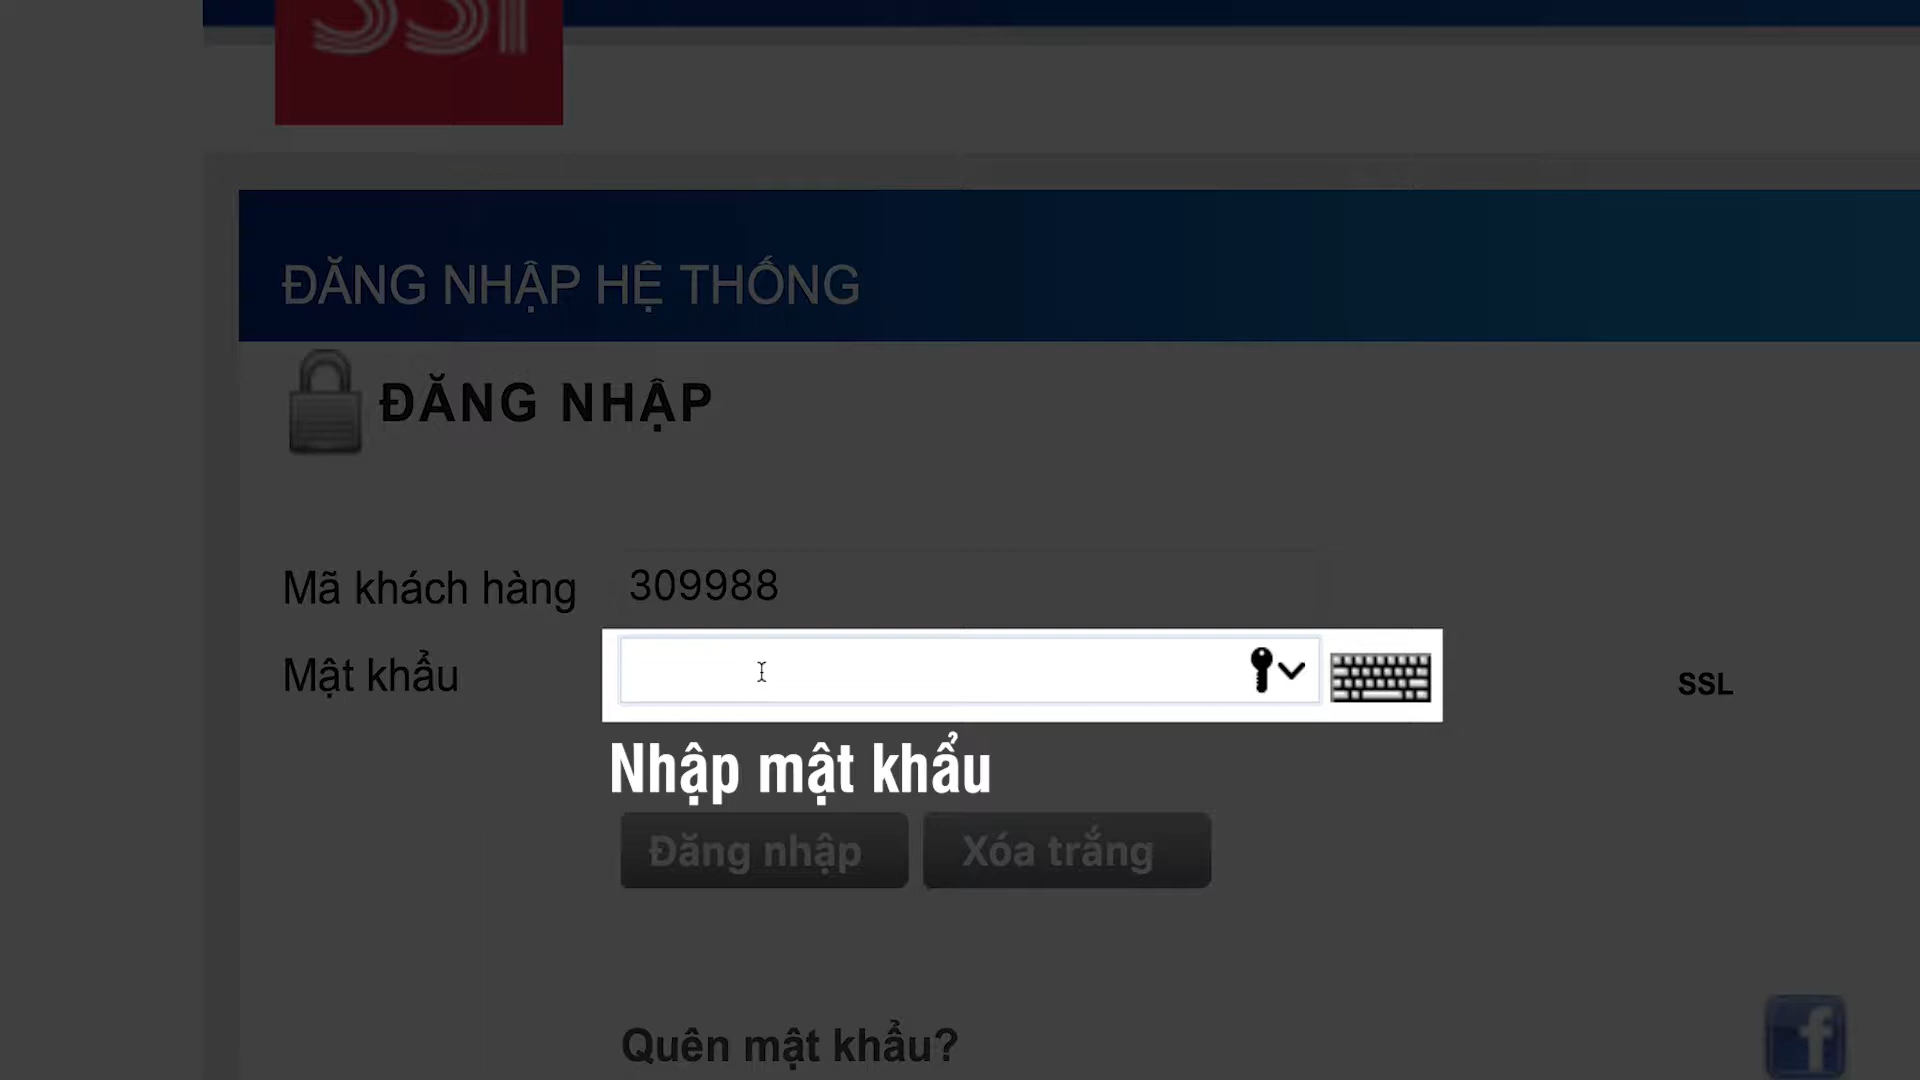 SSI
ĐĂNG NHẬP HỆ THỐNG
ĐĂNG NHẬP
Mã khách hàng 309988
Mật khẩu
SSL
Nhập mật khẩu
Đăng nhập Xóa trắng
Quên mật khẩu?